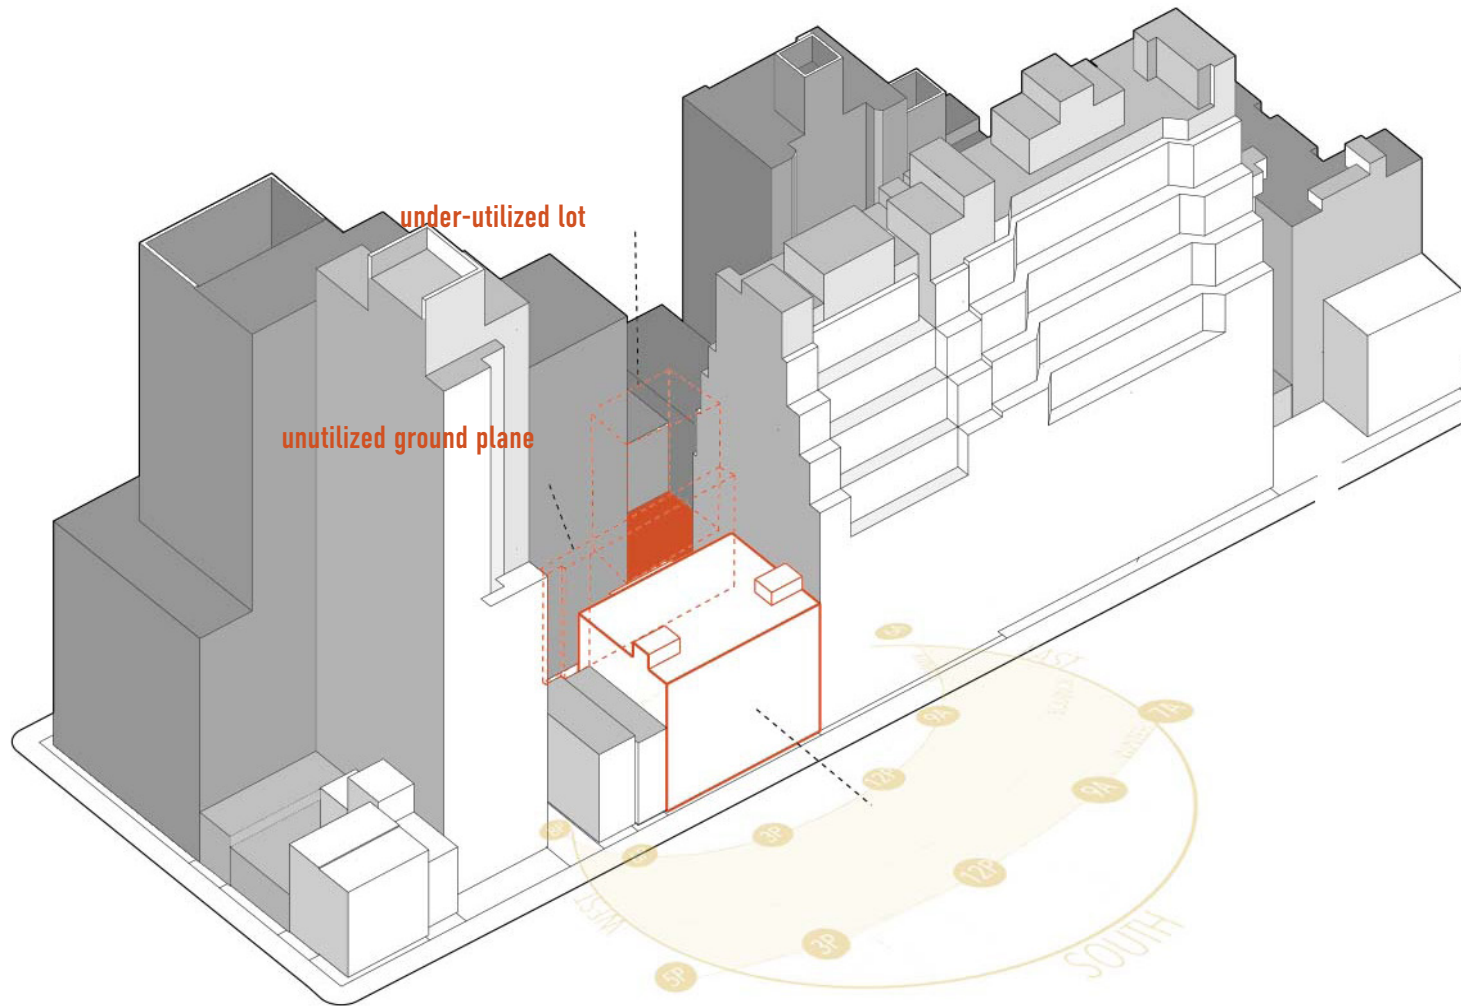 under-utilized lot
unutilized ground plane
EAST
9A
7A
12P
9A
3P
12P
WEST
3P
SOUTH
5P